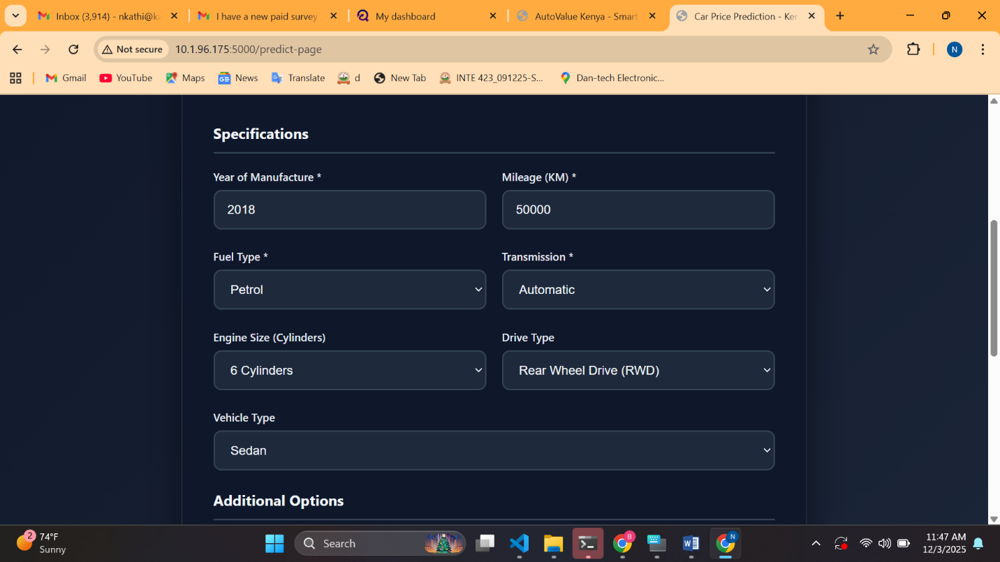 Inbox (3,914) - nkathi@ka
I have a new paid survey
My dashboard
AutoValue Kenya - Smart
Car Price Prediction - Ken
Not secure
10.1.96.175:5000/predict-page
N
Gmail
YouTube
Maps
News
Translate
d
New Tab
INTE 423_091225-S...
Dan-tech Electronic...
Specifications
Year of Manufacture *
Mileage (KM) *
2018
50000
Fuel Type *
Transmission *
Petrol
Automatic
Engine Size (Cylinders)
Drive Type
6 Cylinders
Rear Wheel Drive (RWD)
Vehicle Type
Sedan
Additional Options
2
74°F
Sunny
Search
B
N
11:47 AM
12/3/2025